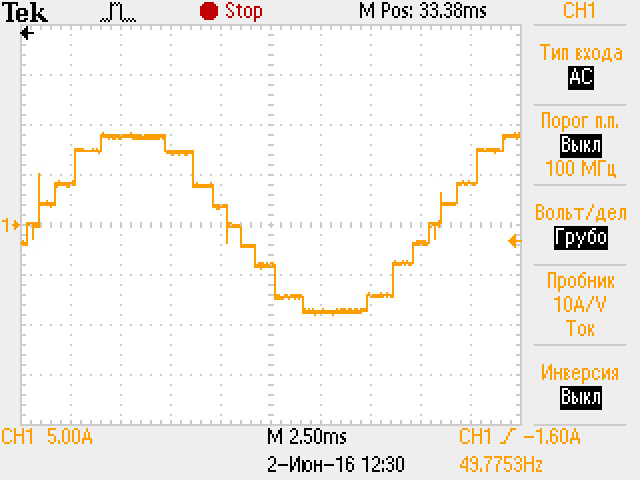 Tek Stop M Pos: 33.38ms CH1
Тип входа
AC
Порог п.п.
Выкл
100 МГц
Вольт/дел
Грубо
Пробник
10A/V
Ток
Инверсия
Выкл
1
CH1 5.00A M 2.50ms CH1 -1.60A
2-Июн-16 12:30 49.7753Hz